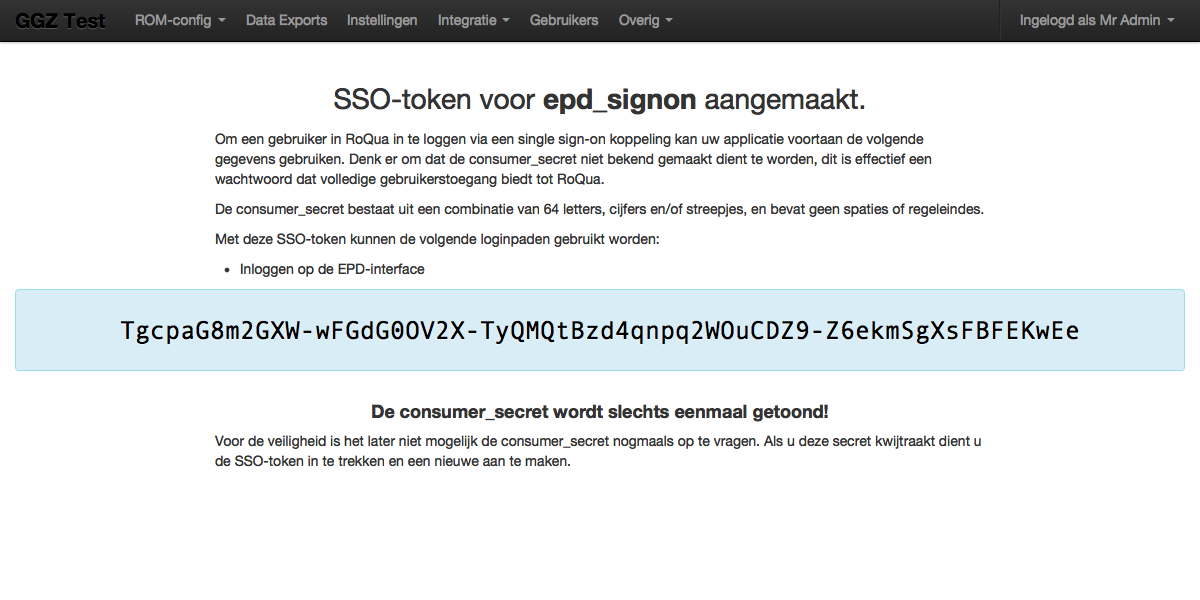 GGZ Test ROM-config Data Exports Instellingen Integratie Gebruikers Overig Ingelogd als Mr Admin
SSO-token voor epd_signon aangemaakt.
Om een gebruiker in RoQua in te loggen via een single sign-on koppeling kan uw applicatie voortaan de volgende
gegevens gebruiken. Denk er om dat de consumer_secret niet bekend gemaakt dient te worden, dit is effectief een
wachtwoord dat volledige gebruikerstoegang biedt tot RoQua.
De consumer_secret bestaat uit een combinatie van 64 letters, cijfers en/of streepjes, en bevat geen spaties of regeleindes.
Met deze SSO-token kunnen de volgende loginpaden gebruikt worden:
• Inloggen op de EPD-interface
TgcpaG8m2GXW-wFGdG0OV2X-TyQMQtBzd4qnpq2WOuCDZ9-Z6ekmSgXsFBFEKwEe
De consumer_secret wordt slechts eenmaal getoond!
Voor de veiligheid is het later niet mogelijk de consumer_secret nogmaals op te vragen. Als u deze secret kwijtraakt dient u
de SSO-token in te trekken en een nieuwe aan te maken.